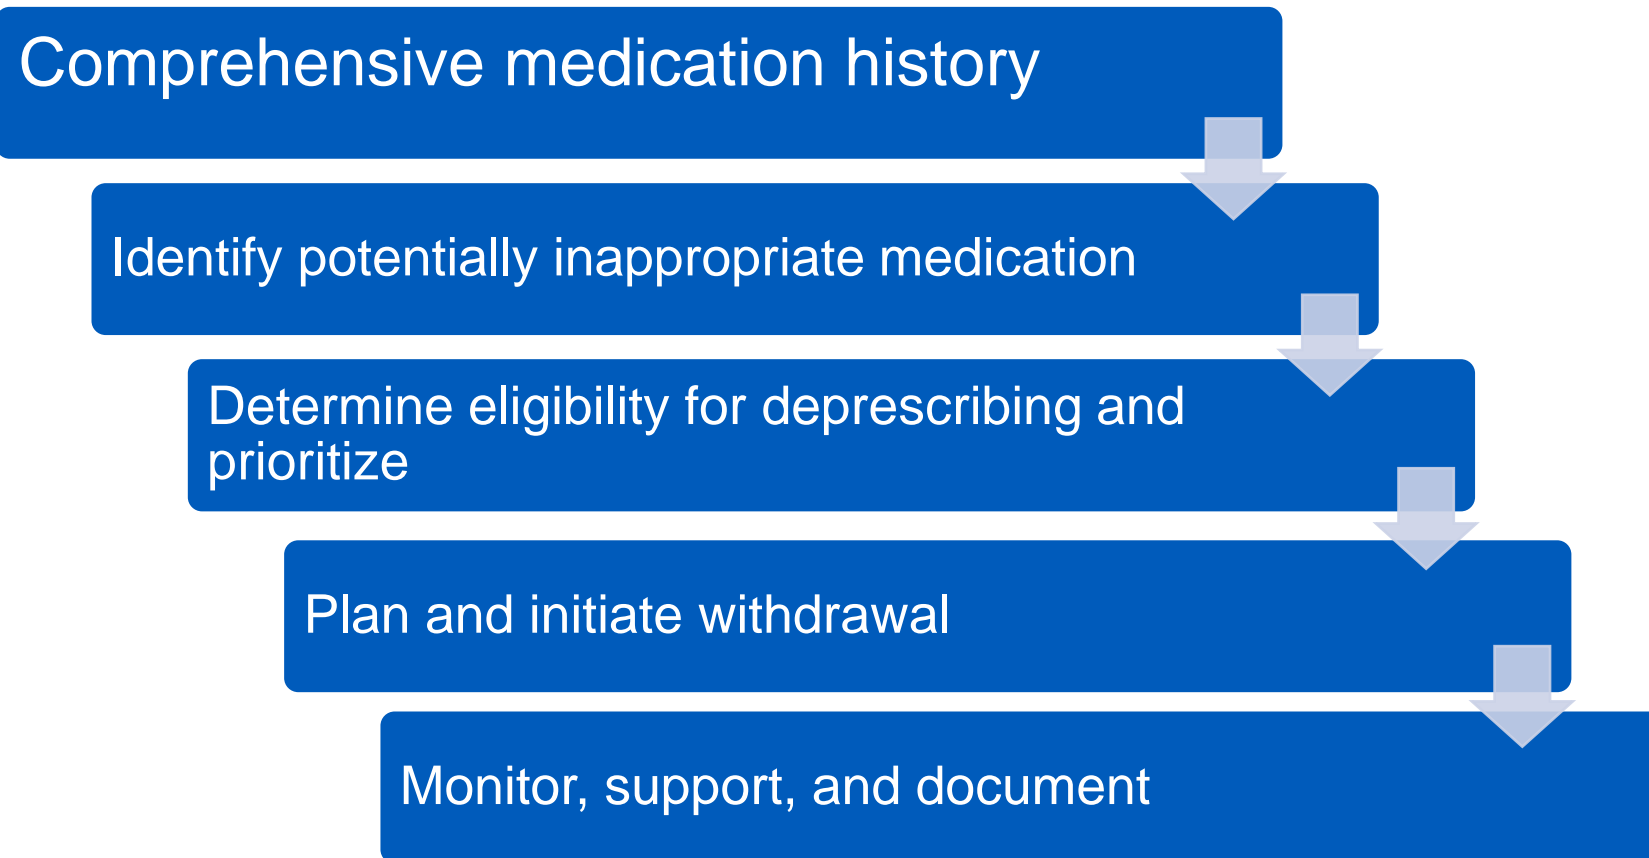 Comprehensive medication history
Identify potentially inappropriate medication
Determine eligibility for deprescribing and
prioritize
Plan and initiate withdrawal
Monitor, support, and document